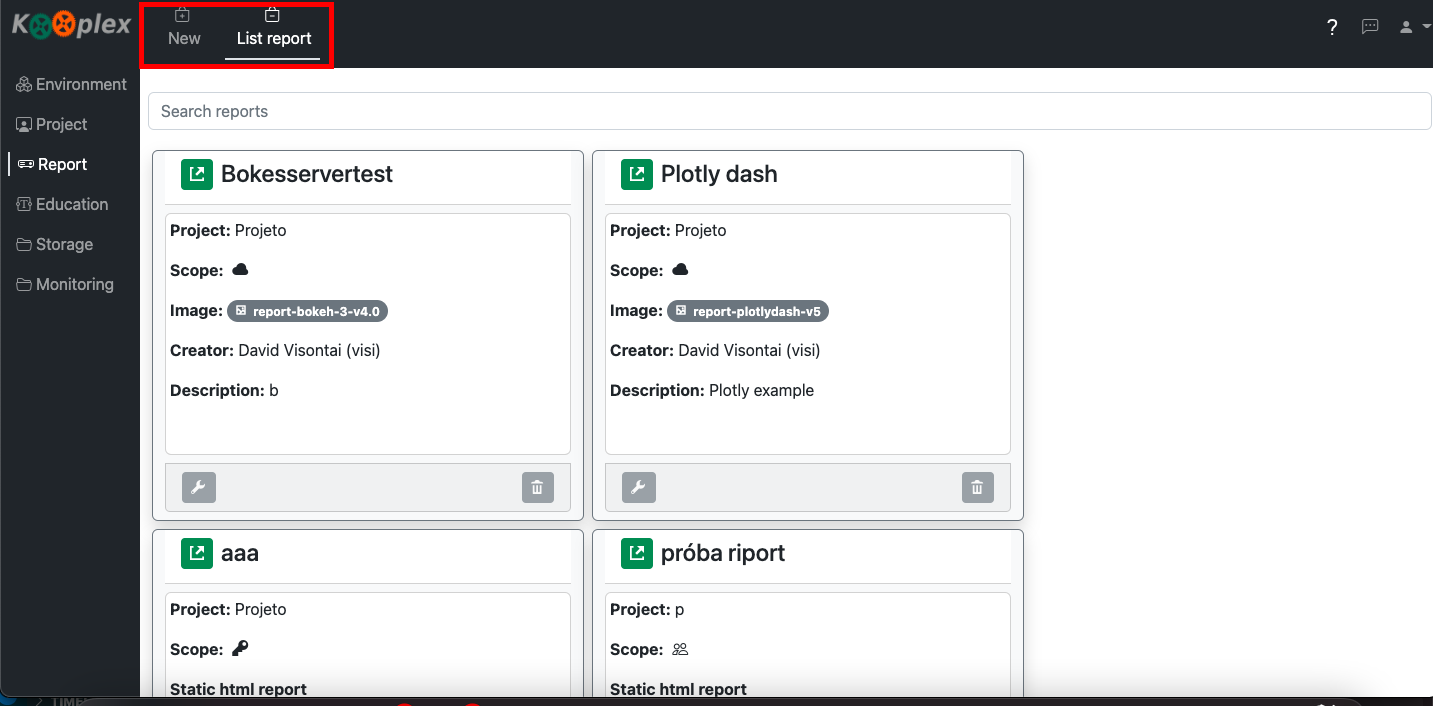 Kooplex
New
List report
?
Environment
Project
Report
Education
Storage
Monitoring
Search reports
Bokesservertest
Project: Projeto
Scope:
Image: report-bokeh-3-v4.0
Creator: David Visontai (visi)
Description: b
Plotly dash
Project: Projeto
Scope:
Image: report-plotlydash-v5
Creator: David Visontai (visi)
Description: Plotly example
aaa
Project: Projeto
Scope:
Static html report
próba riport
Project: p
Scope:
Static html report